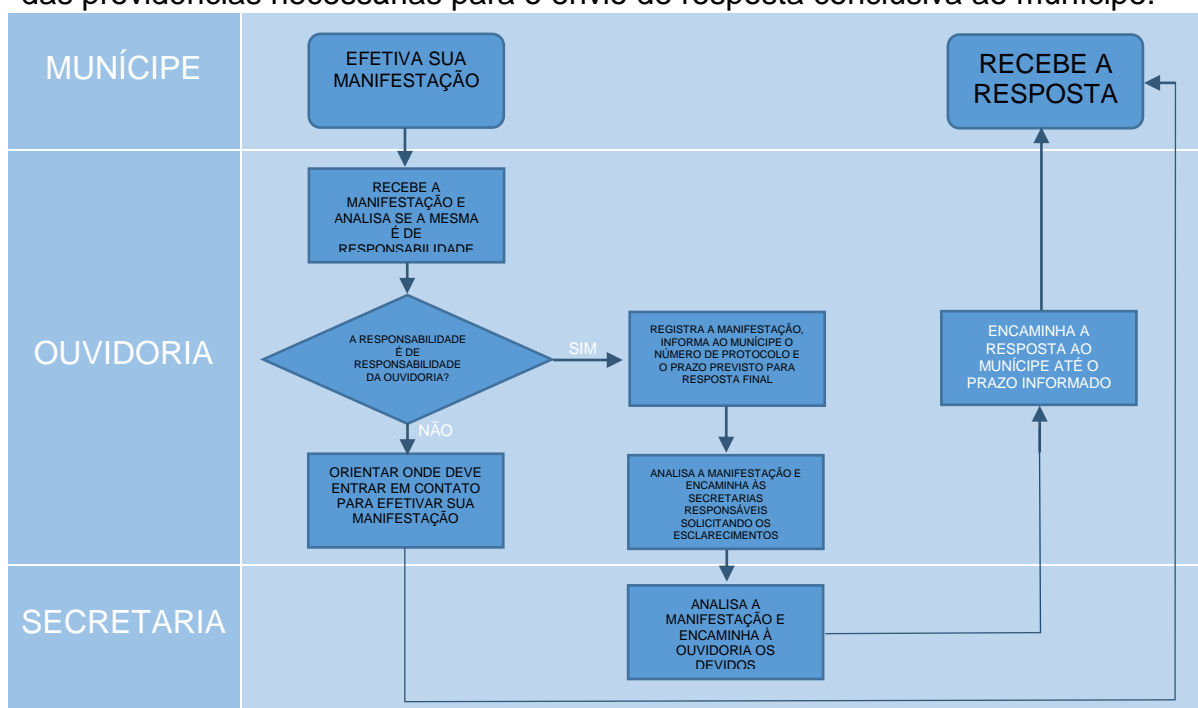 das providências necessárias para o envio de resposta conclusiva ao munícipe.
MUNÍCIPE
EFETIVA SUA
MANIFESTAÇÃO
RECEBE A
RESPOSTA
OUVIDORIA
RECEBE A
MANIFESTAÇÃO E
ANALISA SE A MESMA
É DE
RESPONSABILIDADE
A RESPONSABILIDADE
É DE
RESPONSABILIDADE
DA OUVIDORIA?
SIM
REGISTRA A MANIFESTAÇÃO,
INFORMA AO MUNÍCIPE O
NÚMERO DE PROTOCOLO E
O PRAZO PREVISTO PARA
RESPOSTA FINAL
ENCAMINHA A
RESPOSTA AO
MUNÍCIPE ATÉ O
PRAZO INFORMADO
NÃO
ORIENTAR ONDE DEVE
ENTRAR EM CONTATO
PARA EFETIVAR SUA
MANIFESTAÇÃO
ANALISA A MANIFESTAÇÃO E
ENCAMINHA ÀS
SECRETARIAS
RESPONSÁVEIS
SOLICITANDO OS
ESCLARECIMENTOS
SECRETARIA
ANALISA A
MANIFESTAÇÃO E
ENCAMINHA À
OUVIDORIA OS
DEVIDOS